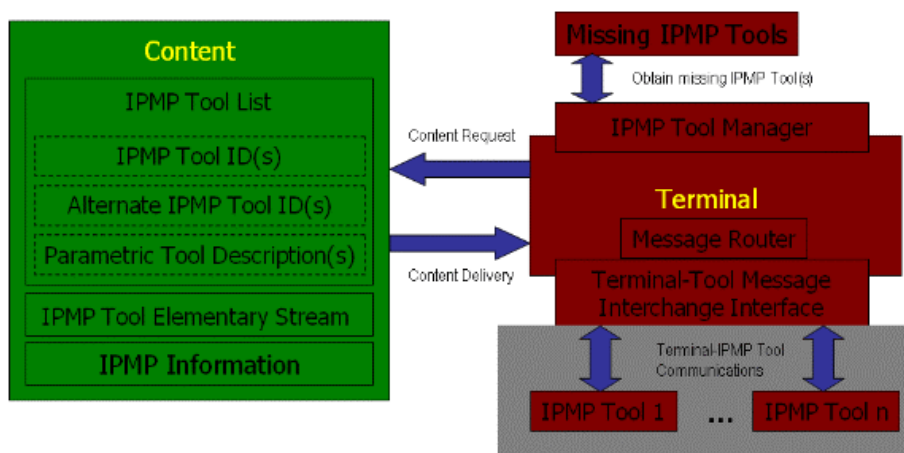 Content
IPMP Tool List
IPMP Tool ID(s)
Alternate IPMP Tool ID(s)
Parametric Tool Description(s)
IPMP Tool Elementary Stream
IPMP Information
Content Request
Content Delivery
Missing IPMP Tools
Obtain missing IPMP Tool(s)
IPMP Tool Manager
Terminal
Message Router
Terminal-Tool Message
Interchange Interface
Terminal-IPMP Tool
Communications
IPMP Tool 1
...
IPMP Tool n